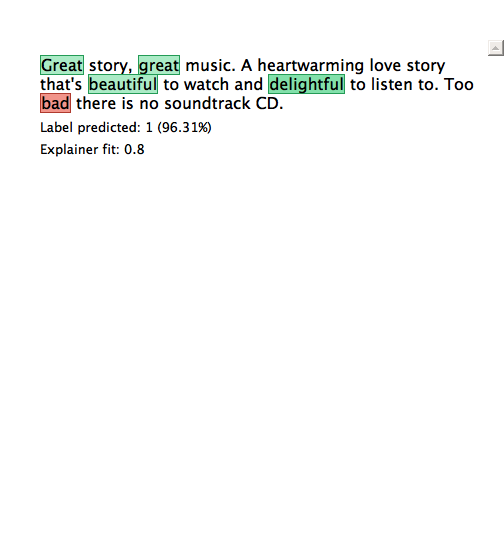 Great story, great music. A heartwarming love story
that's beautiful to watch and delightful to listen to. Too
bad there is no soundtrack CD.
Label predicted: 1 (96.31%)
Explainer fit: 0.8